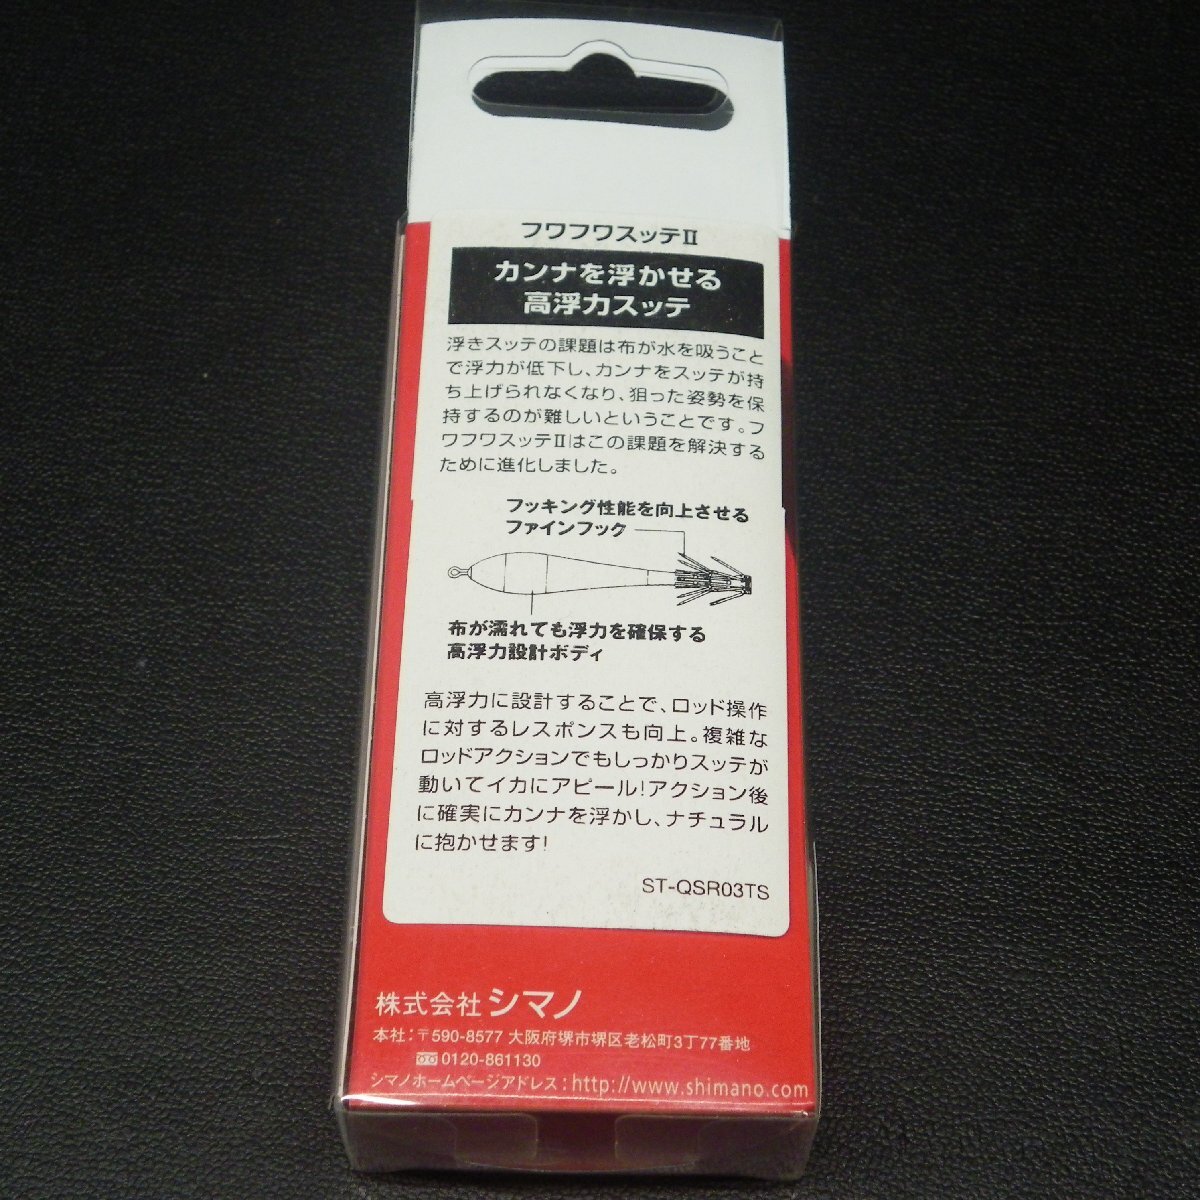 フワフワスッテⅡ
カンナを浮かせる
高浮力スッテ
浮きスッテの課題は布が水を吸うこと
で浮力が低下し、カンナをスッテが持
ち上げられなくなり、狙った姿勢を保
持するのが難しいということです。フ
ワフワスッテⅡはこの課題を解決する
ために進化しました。
フッキング性能を向上させる
ファインフック
布が濡れても浮力を確保する
高浮力設計ボディ
高浮力に設計することで、ロッド操作
に対するレスポンスも向上。複雑な
ロッドアクションでもしっかりスッテが
動いてイカにアピール!アクション後
に確実にカンナを浮かし、ナチュラル
に抱かせます!
ST-QSR03TS
株式会社 シマノ
本社:〒590-8577 大阪府堺市堺区老松町3丁77番地
0120-861130
シマノホームページアドレス:http://www.shimano.com